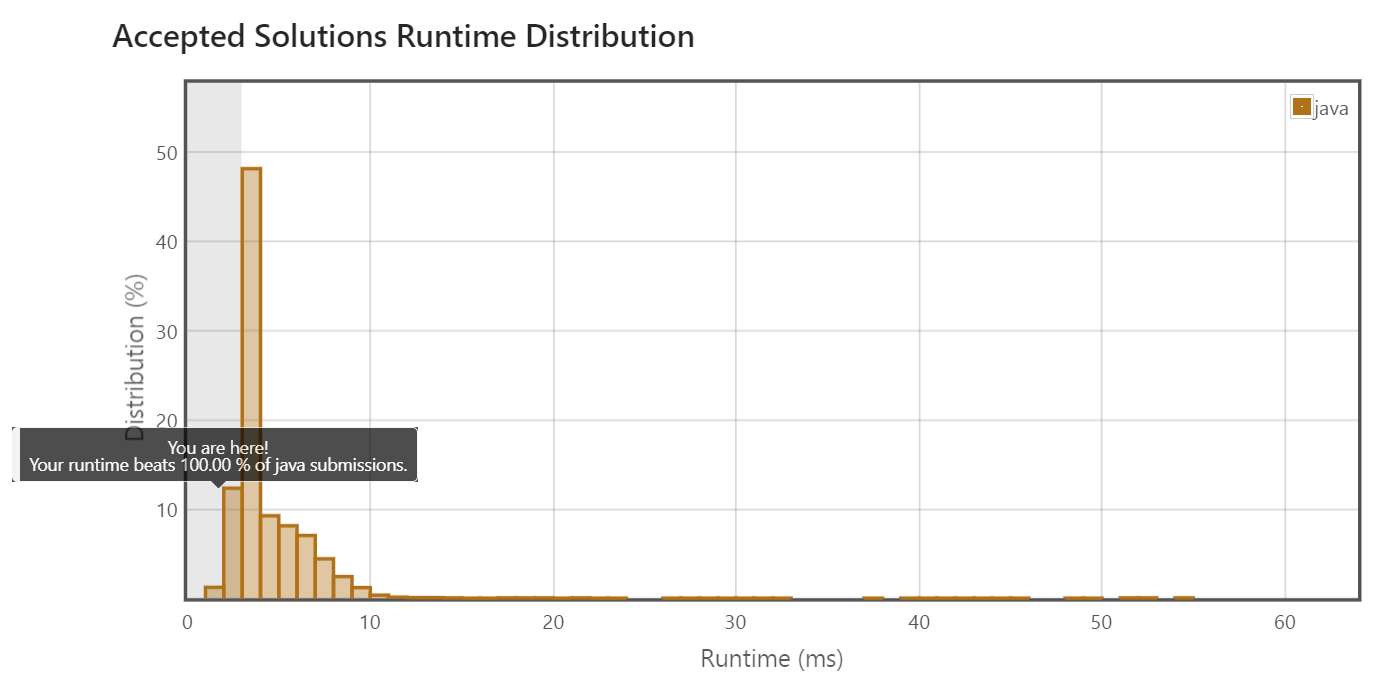 Accepted Solutions Runtime Distribution
java
50
40
30
20
10
Distribution (%)
You are here!
Your runtime beats 100.00 % of java submissions.
0 10 20 30 40 50 60
Runtime (ms)